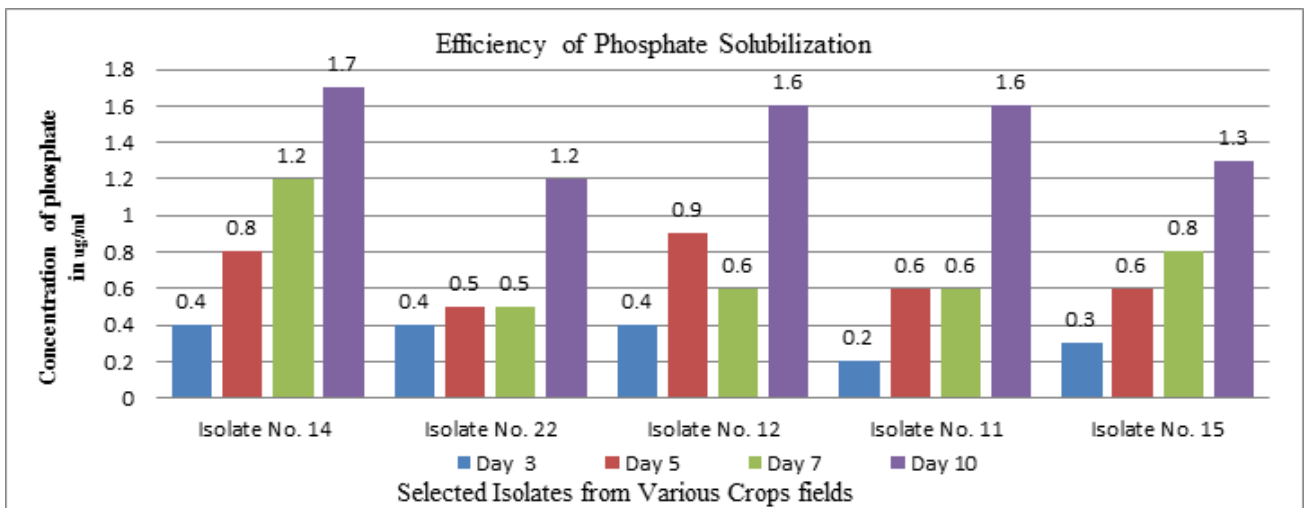 Efficiency of Phosphate Solubilization
Concentration of phosphate
in ug/ml
1.8
1.6
1.4
1.2
1
0.8
0.6
0.4
0.2
0
0.4
0.8
1.2
1.7
0.4
0.5
0.5
1.2
0.4
0.9
0.6
1.6
0.2
0.6
0.6
1.6
0.3
0.6
0.8
1.3
Isolate No. 14
Isolate No. 22
Isolate No. 12
Isolate No. 11
Isolate No. 15
Day 3
Day 5
Day 7
Day 10
Selected Isolates from Various Crops fields